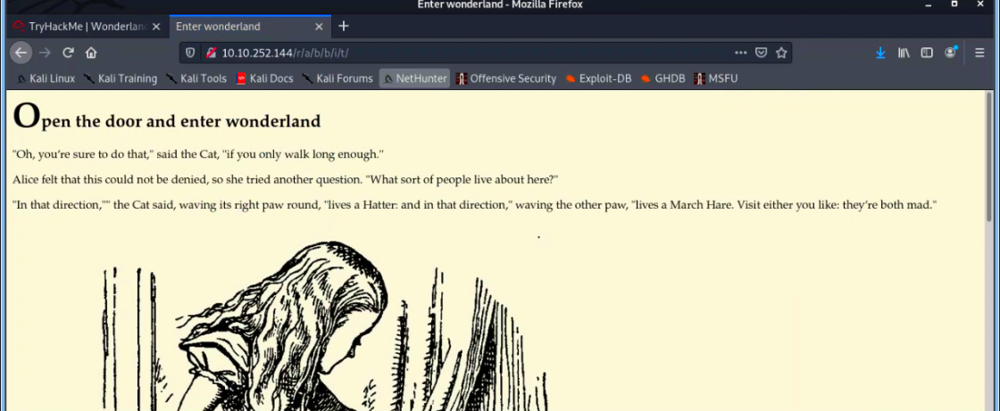 Enter wonderland - Mozilla Firefox
TryHackMe | Wonderlan
Enter wonderland
10.10.252.144/r/a/b/b/i/t/
Kali Linux Kali Training Kali Tools Kali Docs Kali Forums NetHunter Offensive Security Exploit-DB GHDB MSFU
Open the door and enter wonderland
"Oh, you’re sure to do that," said the Cat, "if you only walk long enough."
Alice felt that this could not be denied, so she tried another question. "What sort of people live about here?"
"In that direction,"" the Cat said, waving its right paw round, "lives a Hatter: and in that direction," waving the other paw, "lives a March Hare. Visit either you like: they’re both mad."